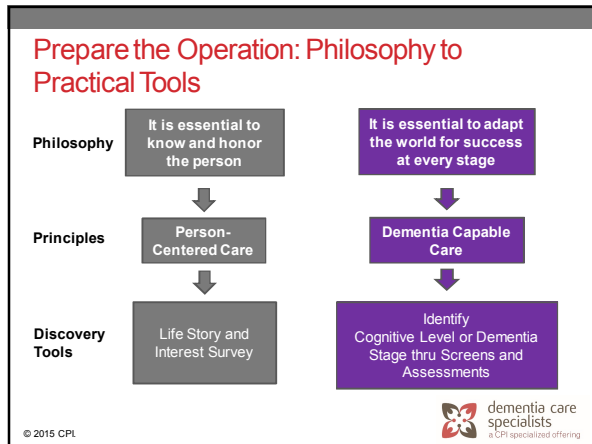 Prepare the Operation: Philosophy to
Practical Tools
Philosophy
It is essential to
know and honor
the person
It is essential to adapt
the world for success
at every stage
Principles
Person-
Centered Care
Dementia Capable
Care
Discovery
Tools
Life Story and
Interest Survey
Identify
Cognitive Level or Dementia
Stage thru Screens and
Assessments
© 2015 CPI.
dementia care
specialists
a CPI specialized offering